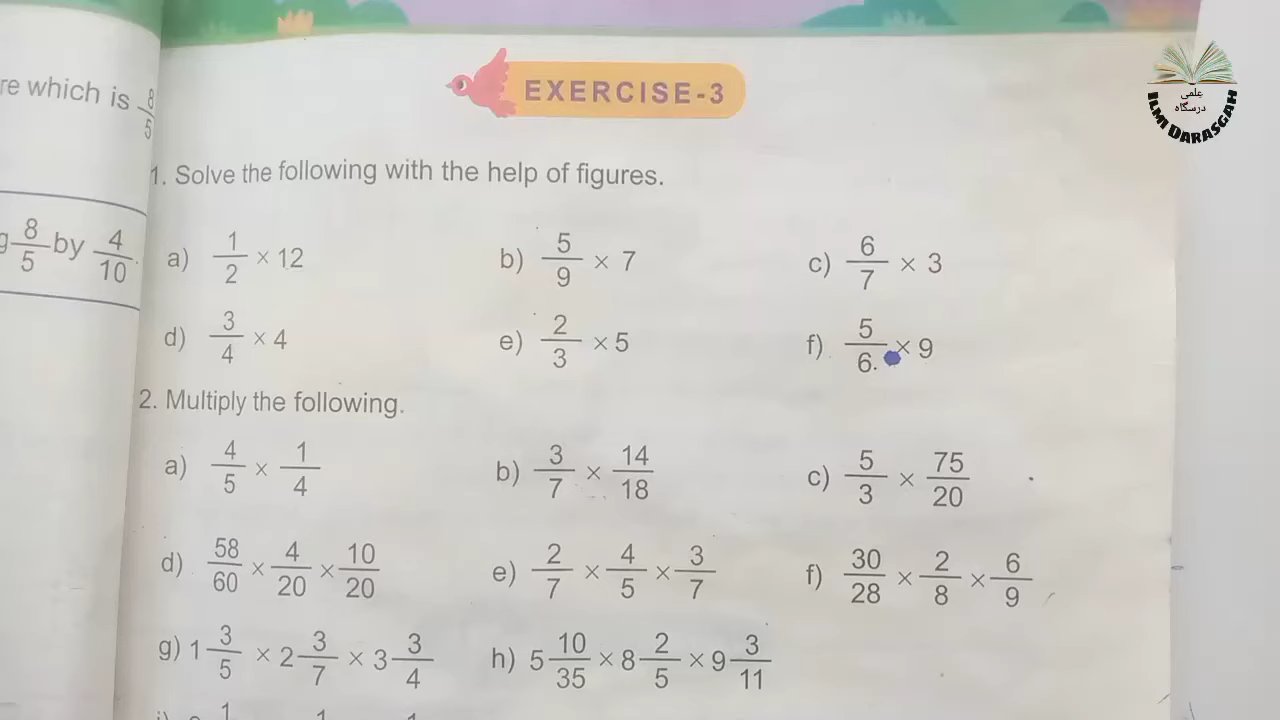 re which is 8/5
g 8/5 by 4/10.
EXERCISE-3
1. Solve the following with the help of figures.
a) 1/2 × 12 b) 5/9 × 7 c) 6/7 × 3
d) 3/4 × 4 e) 2/3 × 5 f) 5/6 × 9
2. Multiply the following.
a) 4/5 × 1/4 b) 3/7 × 14/18 c) 5/3 × 75/20
d) 58/60 × 4/20 × 10/20 e) 2/7 × 4/5 × 3/7 f) 30/28 × 2/8 × 6/9
g) 1 3/5 × 2 3/7 × 3 3/4 h) 5 10/35 × 8 2/5 × 9 3/11
علمی
درسگاه
ILMI DARASGAH